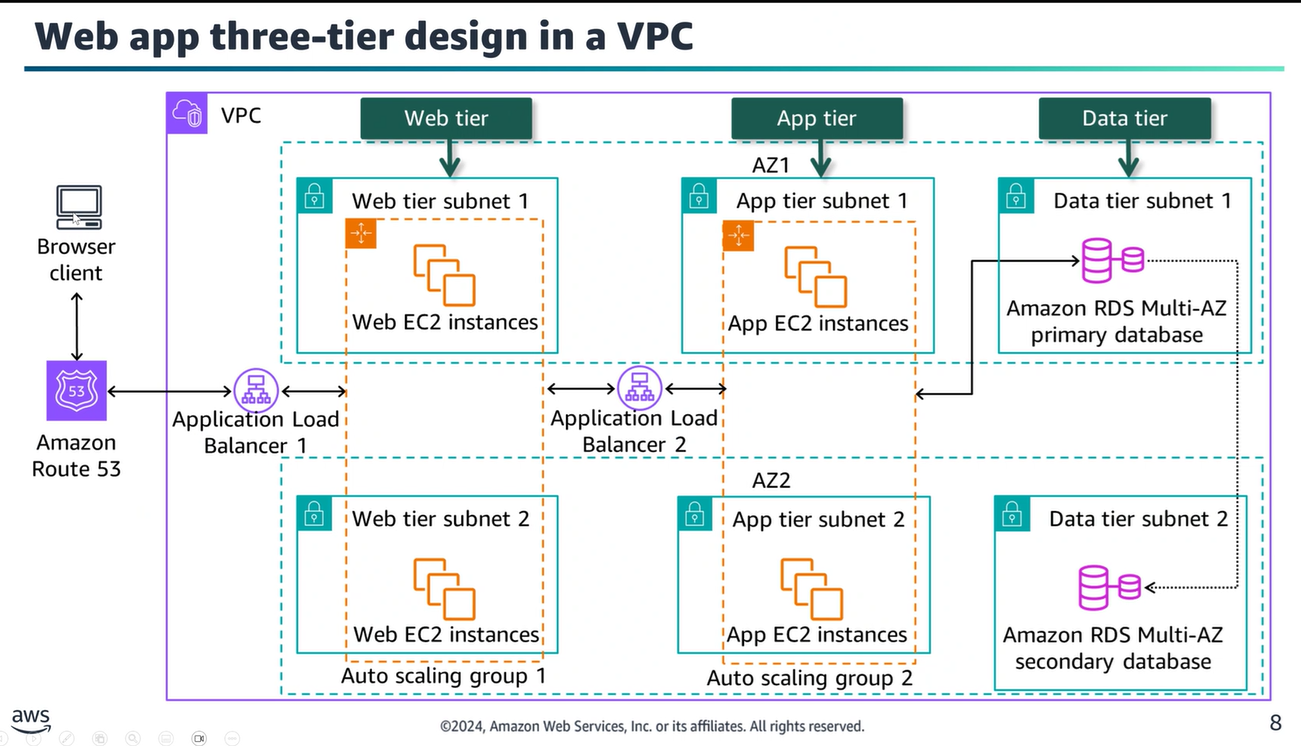 Web app three-tier design in a VPC
VPC
Web tier
App tier
Data tier
AZ1
Web tier subnet 1
App tier subnet 1
Data tier subnet 1
Browser
client
Web EC2 instances
App EC2 instances
Amazon RDS Multi-AZ
primary database
53
Amazon
Route 53
Application Load
Balancer 1
Application Load
Balancer 2
AZ2
Web tier subnet 2
App tier subnet 2
Data tier subnet 2
Web EC2 instances
App EC2 instances
Amazon RDS Multi-AZ
secondary database
Auto scaling group 1
Auto scaling group 2
aws
©2024, Amazon Web Services, Inc. or its affiliates. All rights reserved.
8